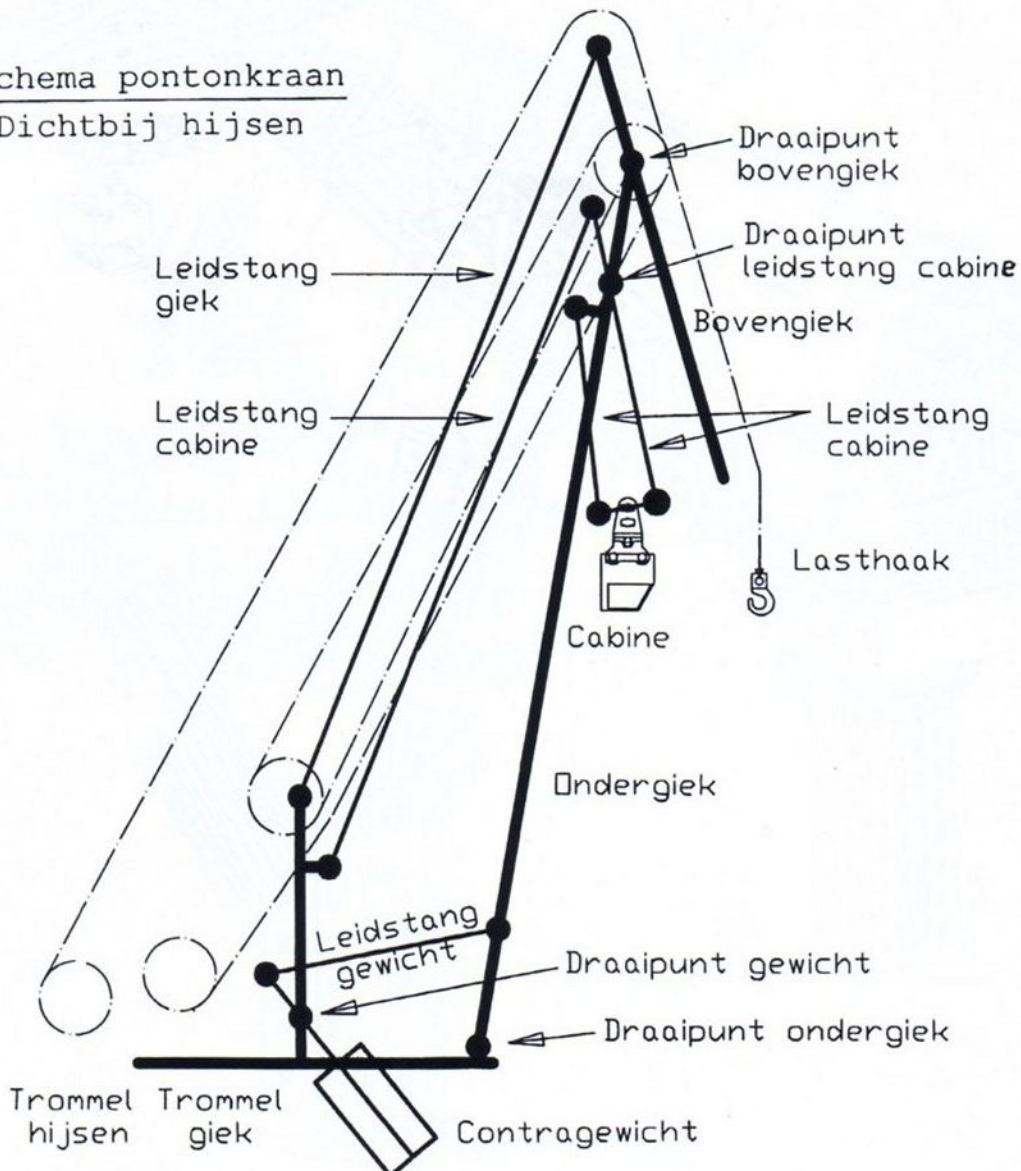 chema pontonkraan
Dichtbij hijsen
Draaipunt
bovengiek
Draaipunt
leidstang cabine
Leidstang
giek
Bovengiek
Leidstang
cabine
Leidstang
cabine
Lasthaak
Cabine
Ondergiek
Leidstang
gewicht
Draaipunt gewicht
Draaipunt ondergiek
Trommel
hijsen
Trommel
giek
Contragewicht